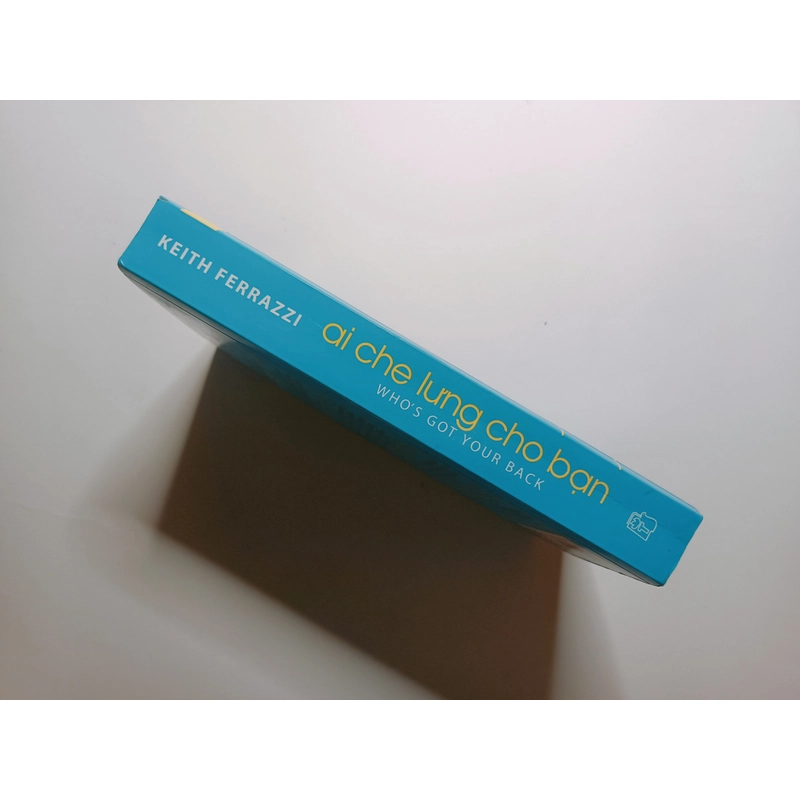 KEITH FERRAZZI
ai che lưng cho bạn
WHO'S GOT YOUR BACK